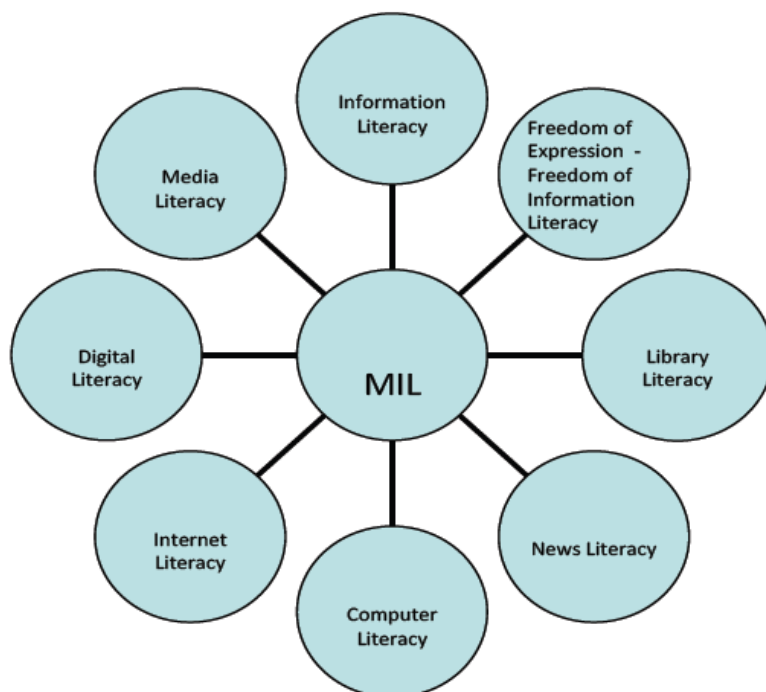 Information
Literacy
Freedom of
Expression -
Freedom of
Information
Literacy
Media
Literacy
Digital
Literacy
MIL
Library
Literacy
Internet
Literacy
News Literacy
Computer
Literacy